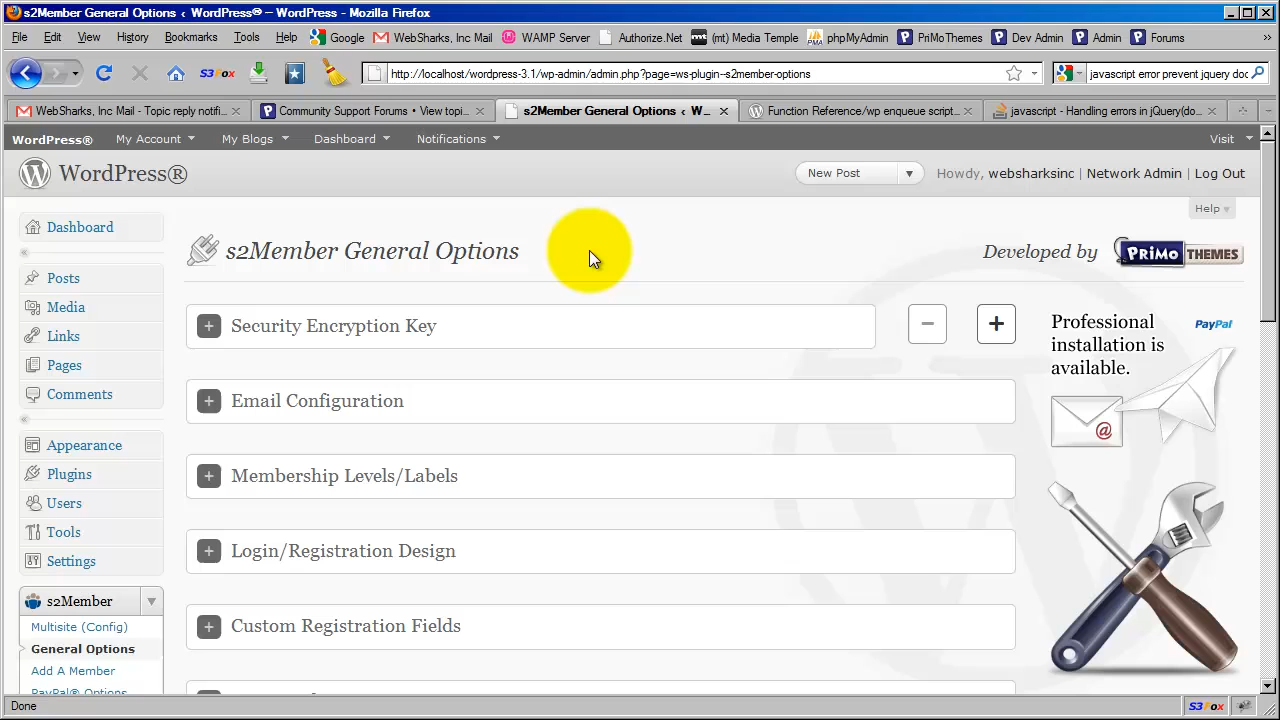 s2Member General Options ‹ WordPress® — WordPress - Mozilla Firefox
File Edit View History Bookmarks Tools Help Google WebSharks, Inc Mail WAMP Server Authorize.Net (mt) Media Temple phpMyAdmin PriMoThemes Dev Admin Admin Forums »
S3Fox http://localhost/wordpress-3.1/wp-admin/admin.php?page=ws-plugin--s2member-options javascript error prevent jquery doc
WebSharks, Inc Mail - Topic reply notifi... Community Support Forums • View topi... s2Member General Options ‹ W... Function Reference/wp enqueue script... javascript - Handling errors in jQuery(do...
WordPress® My Account My Blogs Dashboard Notifications Visit
WordPress® New Post Howdy, websharksinc | Network Admin | Log Out
Help
Dashboard
Posts
Media
Links
Pages
Comments
Appearance
Plugins
Users
Tools
Settings
s2Member
Multisite (Config)
General Options
Add A Member
PayPal® Options
s2Member General Options
Developed by PRiMo THEMES
Security Encryption Key
Email Configuration
Membership Levels/Labels
Login/Registration Design
Custom Registration Fields
Professional PayPal
installation is
available.
@
Done S3Fox